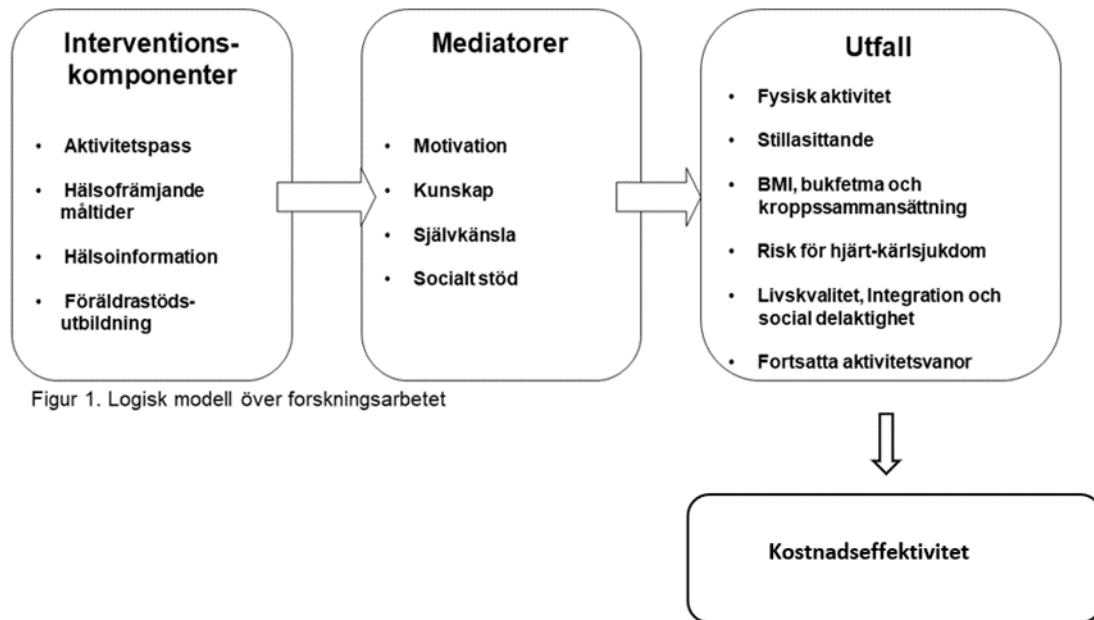 Interventions-
komponenter
• Aktivitetspass
• Hälsofrämjande
måltider
• Hälsoinformation
• Föräldrastöds-
utbildning
Mediatorer
• Motivation
• Kunskap
• Självkänsla
• Socialt stöd
Utfall
• Fysisk aktivitet
• Stillasittande
• BMI, bukfetma och
kroppssammansättning
• Risk för hjärt-kärlsjukdom
• Livskvalitet, Integration och
social delaktighet
• Fortsatta aktivitetsvanor
Figur 1. Logisk modell över forskningsarbetet
Kostnadseffektivitet